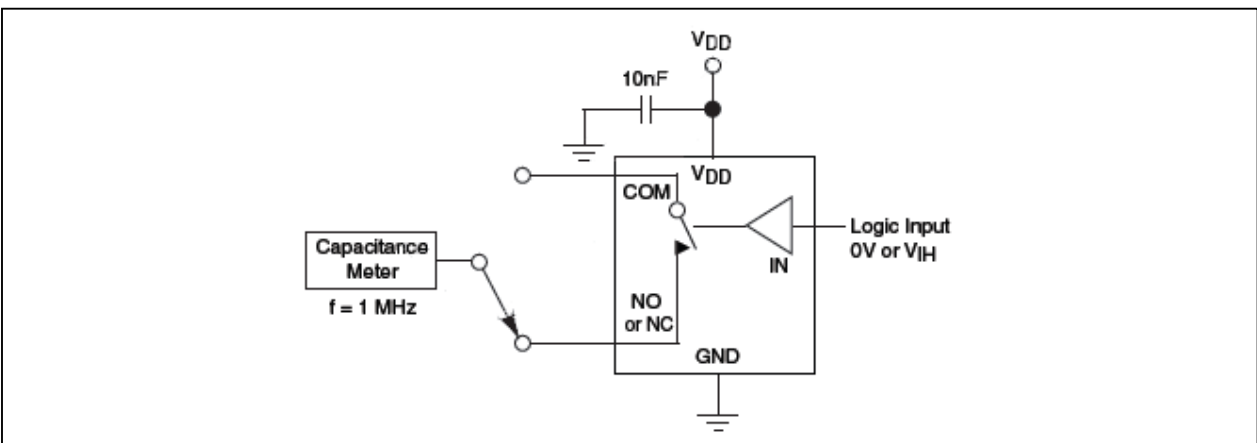 VDD
10nF
VDD
COM
Logic Input
0V or VIH
IN
Capacitance
Meter
f = 1 MHz
NO
or NC
GND